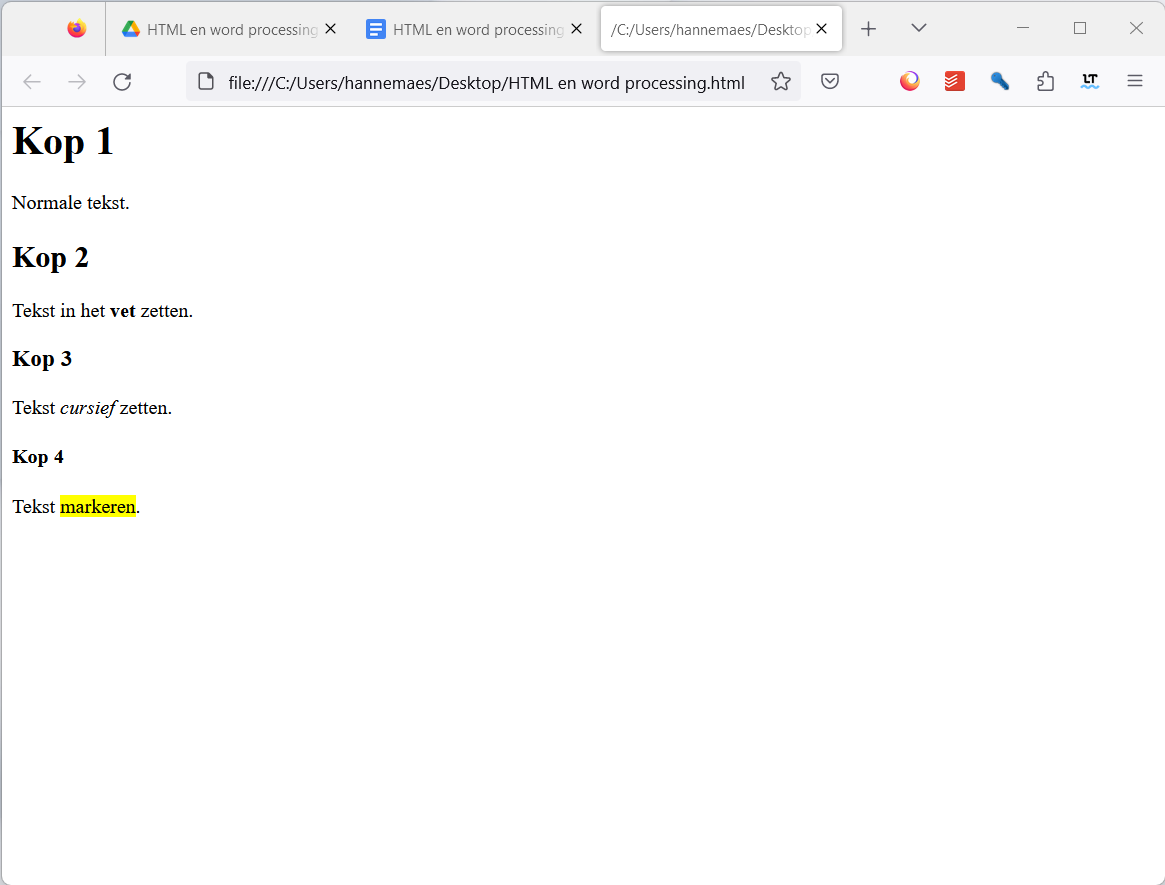 HTML en word processing
HTML en word processing
/C:/Users/hannemaes/Desktop
file:///C:/Users/hannemaes/Desktop/HTML en word processing.html
LT
Kop 1
Normale tekst.
Kop 2
Tekst in het vet zetten.
Kop 3
Tekst cursief zetten.
Kop 4
Tekst markeren.